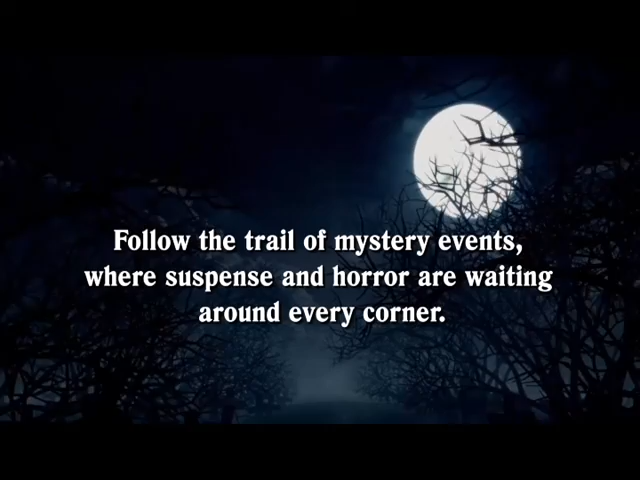 Follow the trail of mystery events,
where suspense and horror are waiting
around every corner.